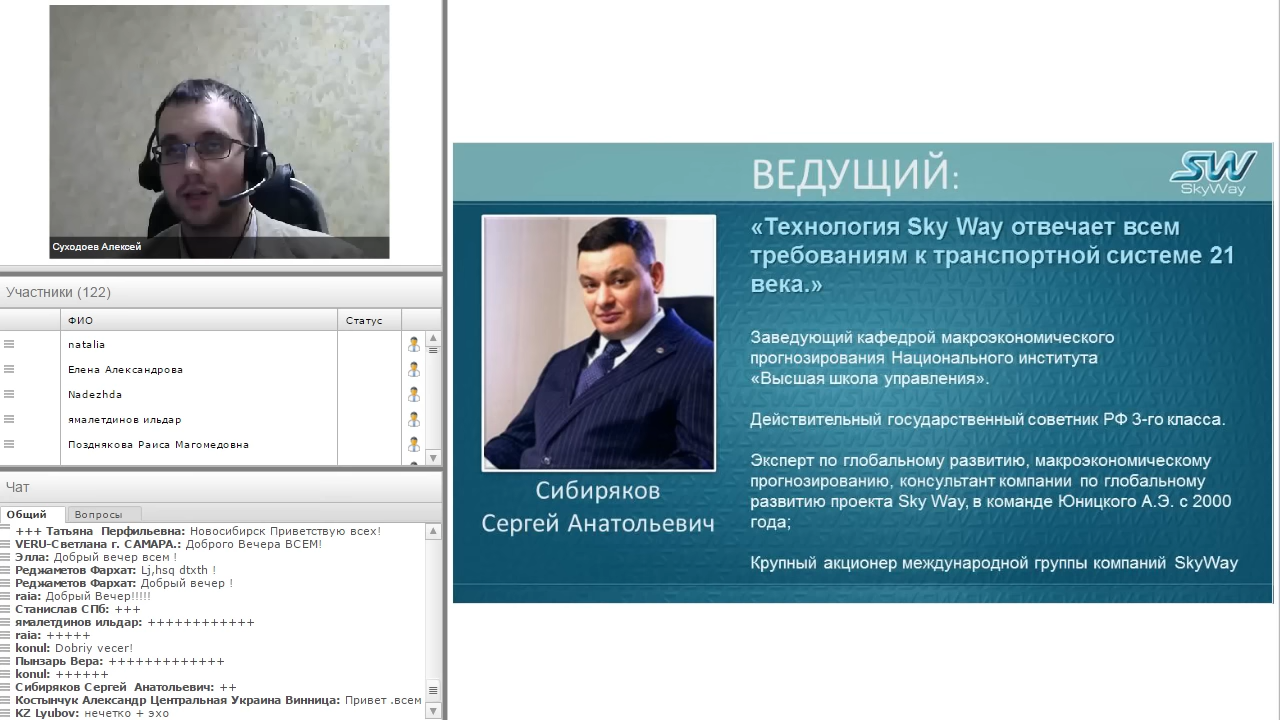 Суходоев Алексей
Участники (122)
ФИО Статус
natalia
Елена Александрова
Nadezhda
ямалетдинов ильдар
Позднякова Раиса Магомедовна
Чат
Общий Вопросы
+++ Татьяна Перфильевна: Новосибирск Приветствую всех!
VERU-Светлана г. САМАРА.: Доброго Вечера ВСЕМ!
Элла: Добрый вечер всем !
Реджаметов Фархат: Lj,hsq dtxth !
Реджаметов Фархат: Добрый вечер !
raia: Добрый Вечер!!!!!
Станислав СПб: +++
ямалетдинов ильдар: ++++++++++++
raia: +++++
konul: Dobriy vecer!
Пынзарь Вера: +++++++++++++
konul: ++++++
Сибиряков Сергей Анатольевич: ++
Костынчук Александр Центральная Украина Винница: Привет .всем
KZ Lyubov: нечетко + эхо
ВЕДУЩИЙ:
SW
SkyWay
«Технология Sky Way отвечает всем
требованиям к транспортной системе 21
века.»
Заведующий кафедрой макроэкономического
прогнозирования Национального института
«Высшая школа управления».
Действительный государственный советник РФ 3-го класса.
Эксперт по глобальному развитию, макроэкономическому
прогнозированию, консультант компании по глобальному
развитию проекта Sky Way, в команде Юницкого А.Э. с 2000
года;
Крупный акционер международной группы компаний SkyWay
Сибиряков
Сергей Анатольевич